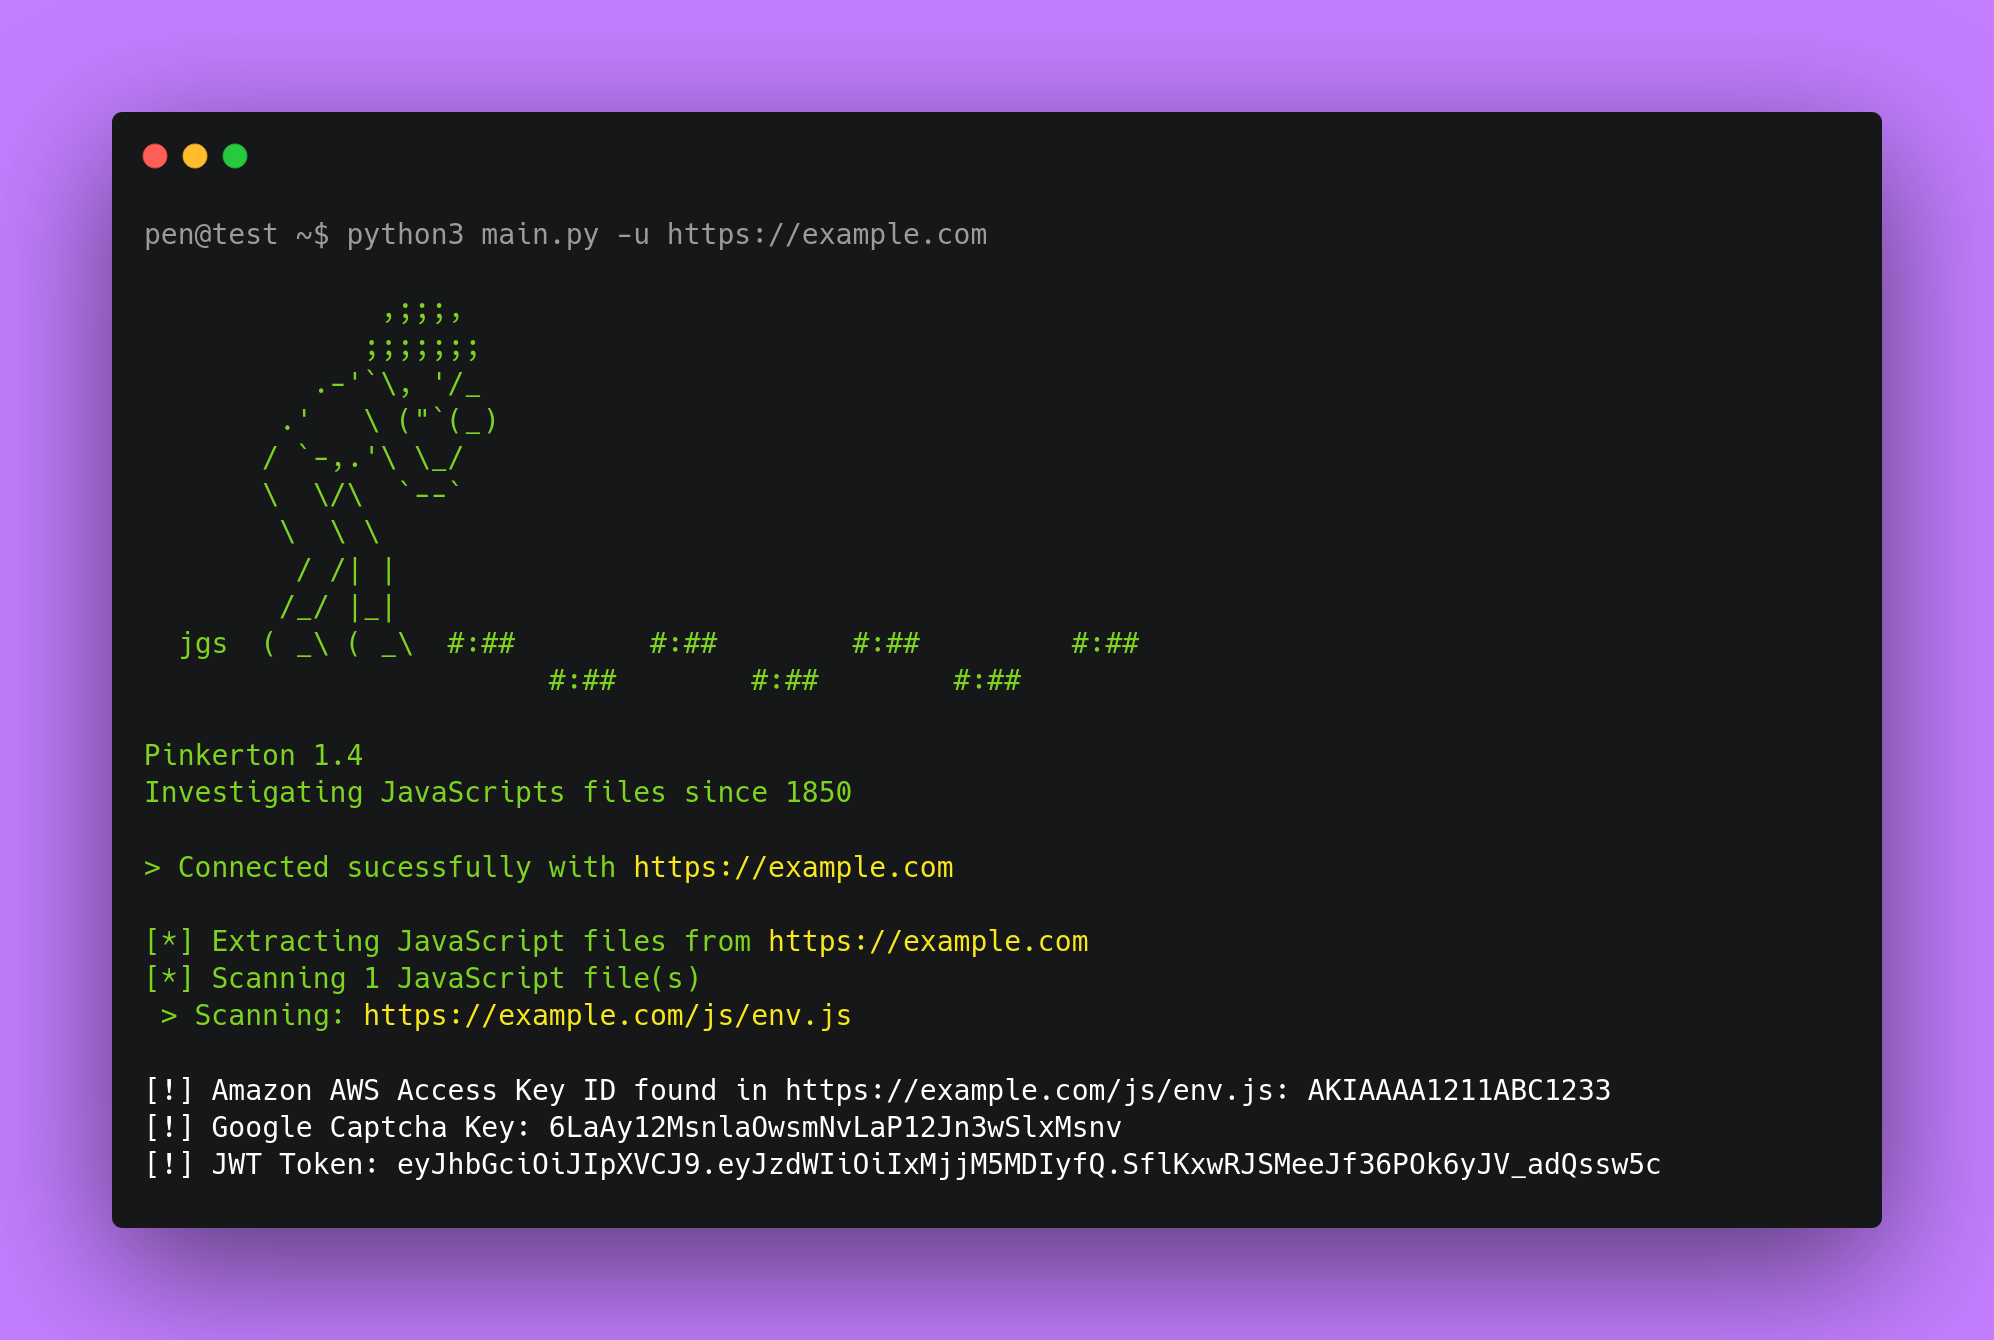 pen@test ~$ python3 main.py -u https://example.com
              ,;;;,
             ;;;;;;;
          .-'`\, '/_
        .'   \ ("`(_)
       / `-,.'\ \_/
       \  \/\  `--`
        \  \ \
         / /| |
        /_/ |_|
  jgs  ( _\ ( _\  #:##        #:##        #:##         #:##
                        #:##        #:##        #:##
Pinkerton 1.4
Investigating JavaScripts files since 1850
> Connected sucessfully with https://example.com
[*] Extracting JavaScript files from https://example.com
[*] Scanning 1 JavaScript file(s)
 > Scanning: https://example.com/js/env.js
[!] Amazon AWS Access Key ID found in https://example.com/js/env.js: AKIAAAA1211ABC1233
[!] Google Captcha Key: 6LaAy12MsnlaOwsmNvLaP12Jn3wSlxMsnv
[!] JWT Token: eyJhbGciOiJIpXVCJ9.eyJzdWIiOiIxMjjM5MDIyfQ.SflKxwRJSMeeJf36POk6yJV_adQssw5c